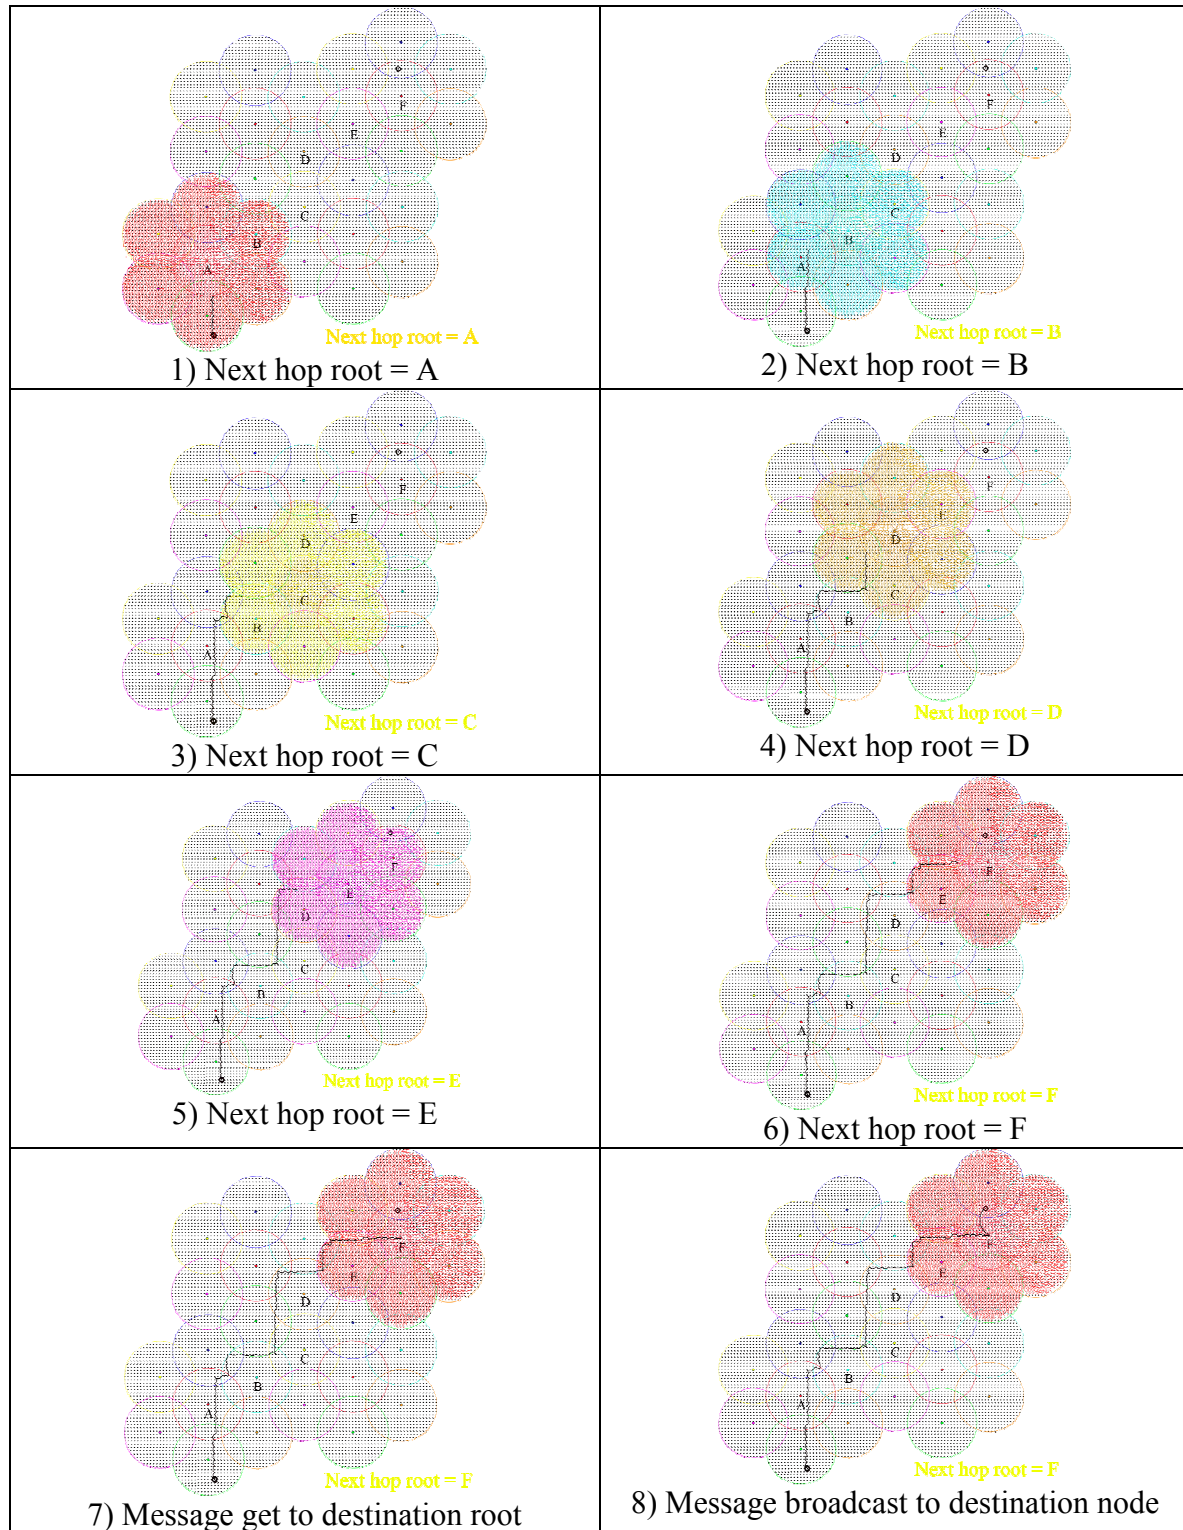 F
E
D
C
B
A
Next hop root = A
1) Next hop root = A
F
E
D
C
B
A
Next hop root = B
2) Next hop root = B
F
E
D
C
B
A
Next hop root = C
3) Next hop root = C
F
E
D
C
B
A
Next hop root = D
4) Next hop root = D
F
E
D
C
B
A
Next hop root = E
5) Next hop root = E
F
E
D
C
B
A
Next hop root = F
6) Next hop root = F
F
E
D
C
B
A
Next hop root = F
7) Message get to destination root
F
E
D
C
B
A
Next hop root = F
8) Message broadcast to destination node